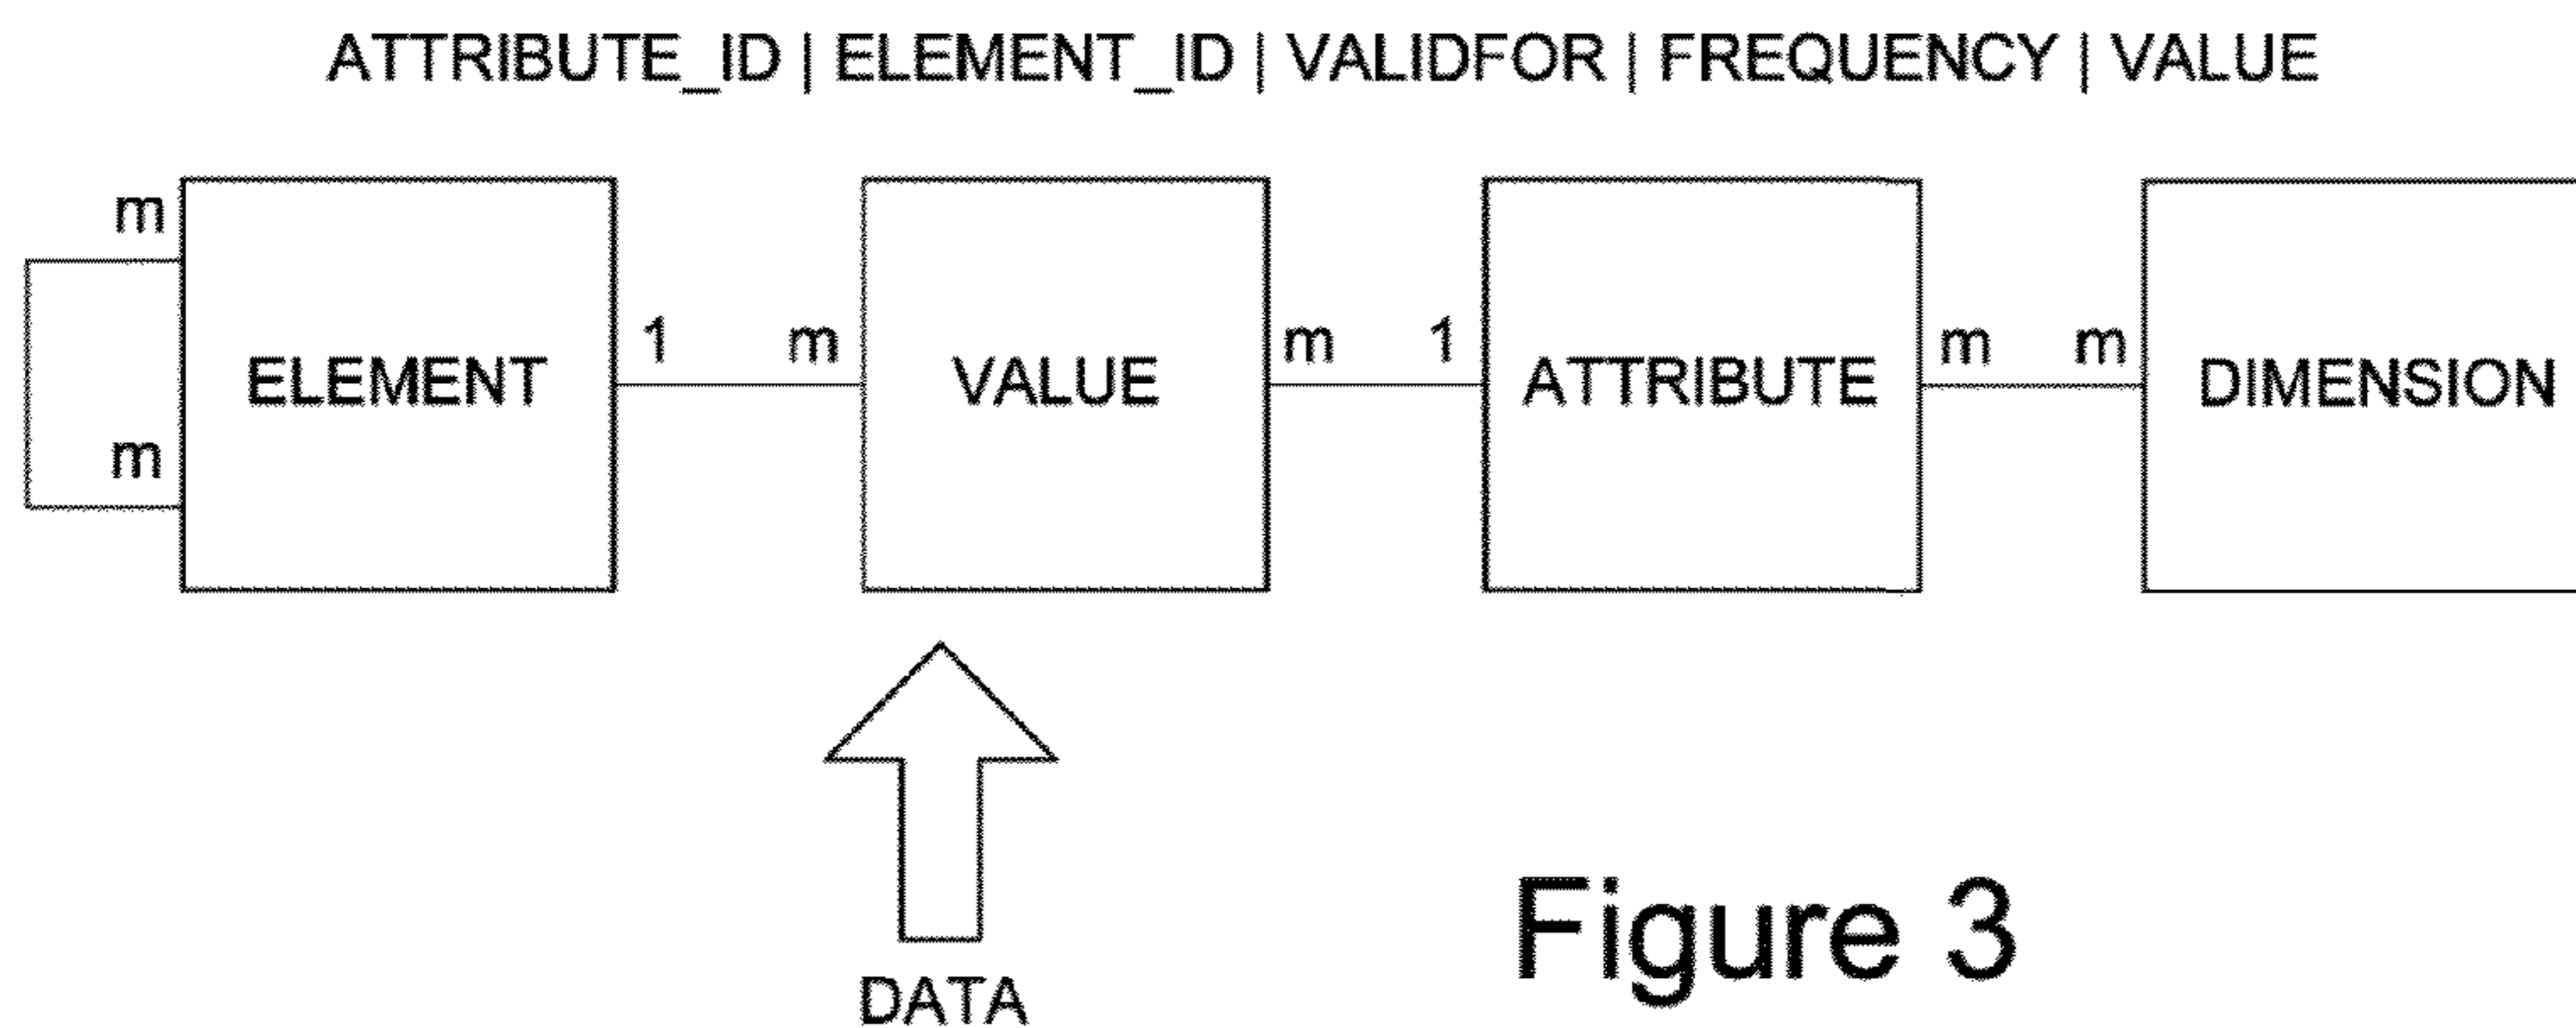 ATTRIBUTE_ID | ELEMENT_ID | VALIDFOR | FREQUENCY | VALUE
m
1 m m 1 m m
ELEMENT VALUE ATTRIBUTE DIMENSION
m
DATA
Figure 3